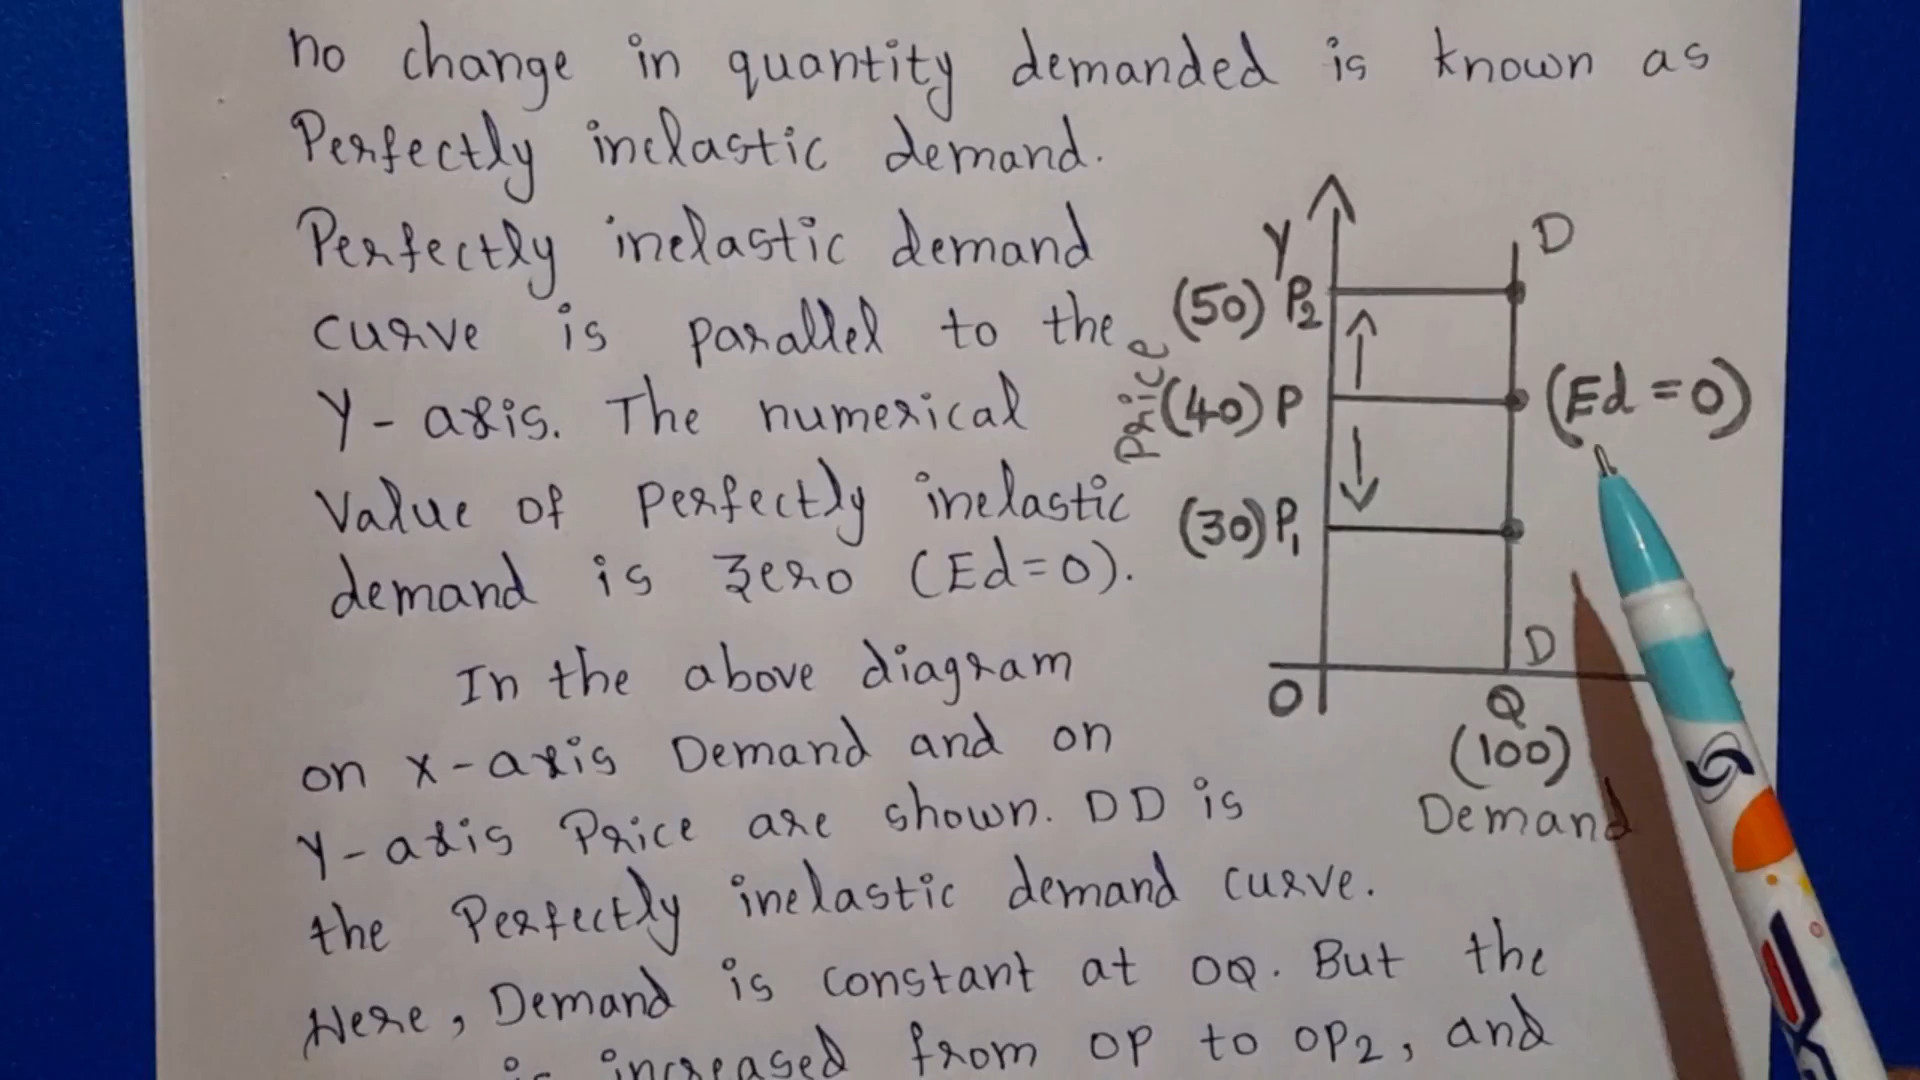 no change in quantity demanded is known as
Perfectly inelastic demand.
Perfectly inelastic demand
curve is parallel to the
Y-axis. The numerical
Value of perfectly inelastic
demand is zero (Ed=0).
In the above diagram
on x-axis Demand and on
Y-axis Price are shown. DD is
the Perfectly inelastic demand curve.
Here, Demand is constant at OQ. But the
is increased from OP to OP2, and
Y
D
(50) P2
Price
(40) P
(Ed=0)
(30) P1
D
O
Q
(100)
Demand